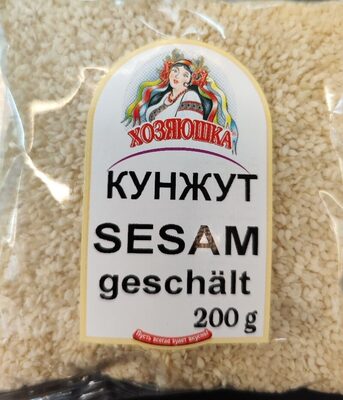 ХОЗЯЮШКА
КУНЖУТ
SESAM
geschält
200 g
Пусть всегда будет вкусно!